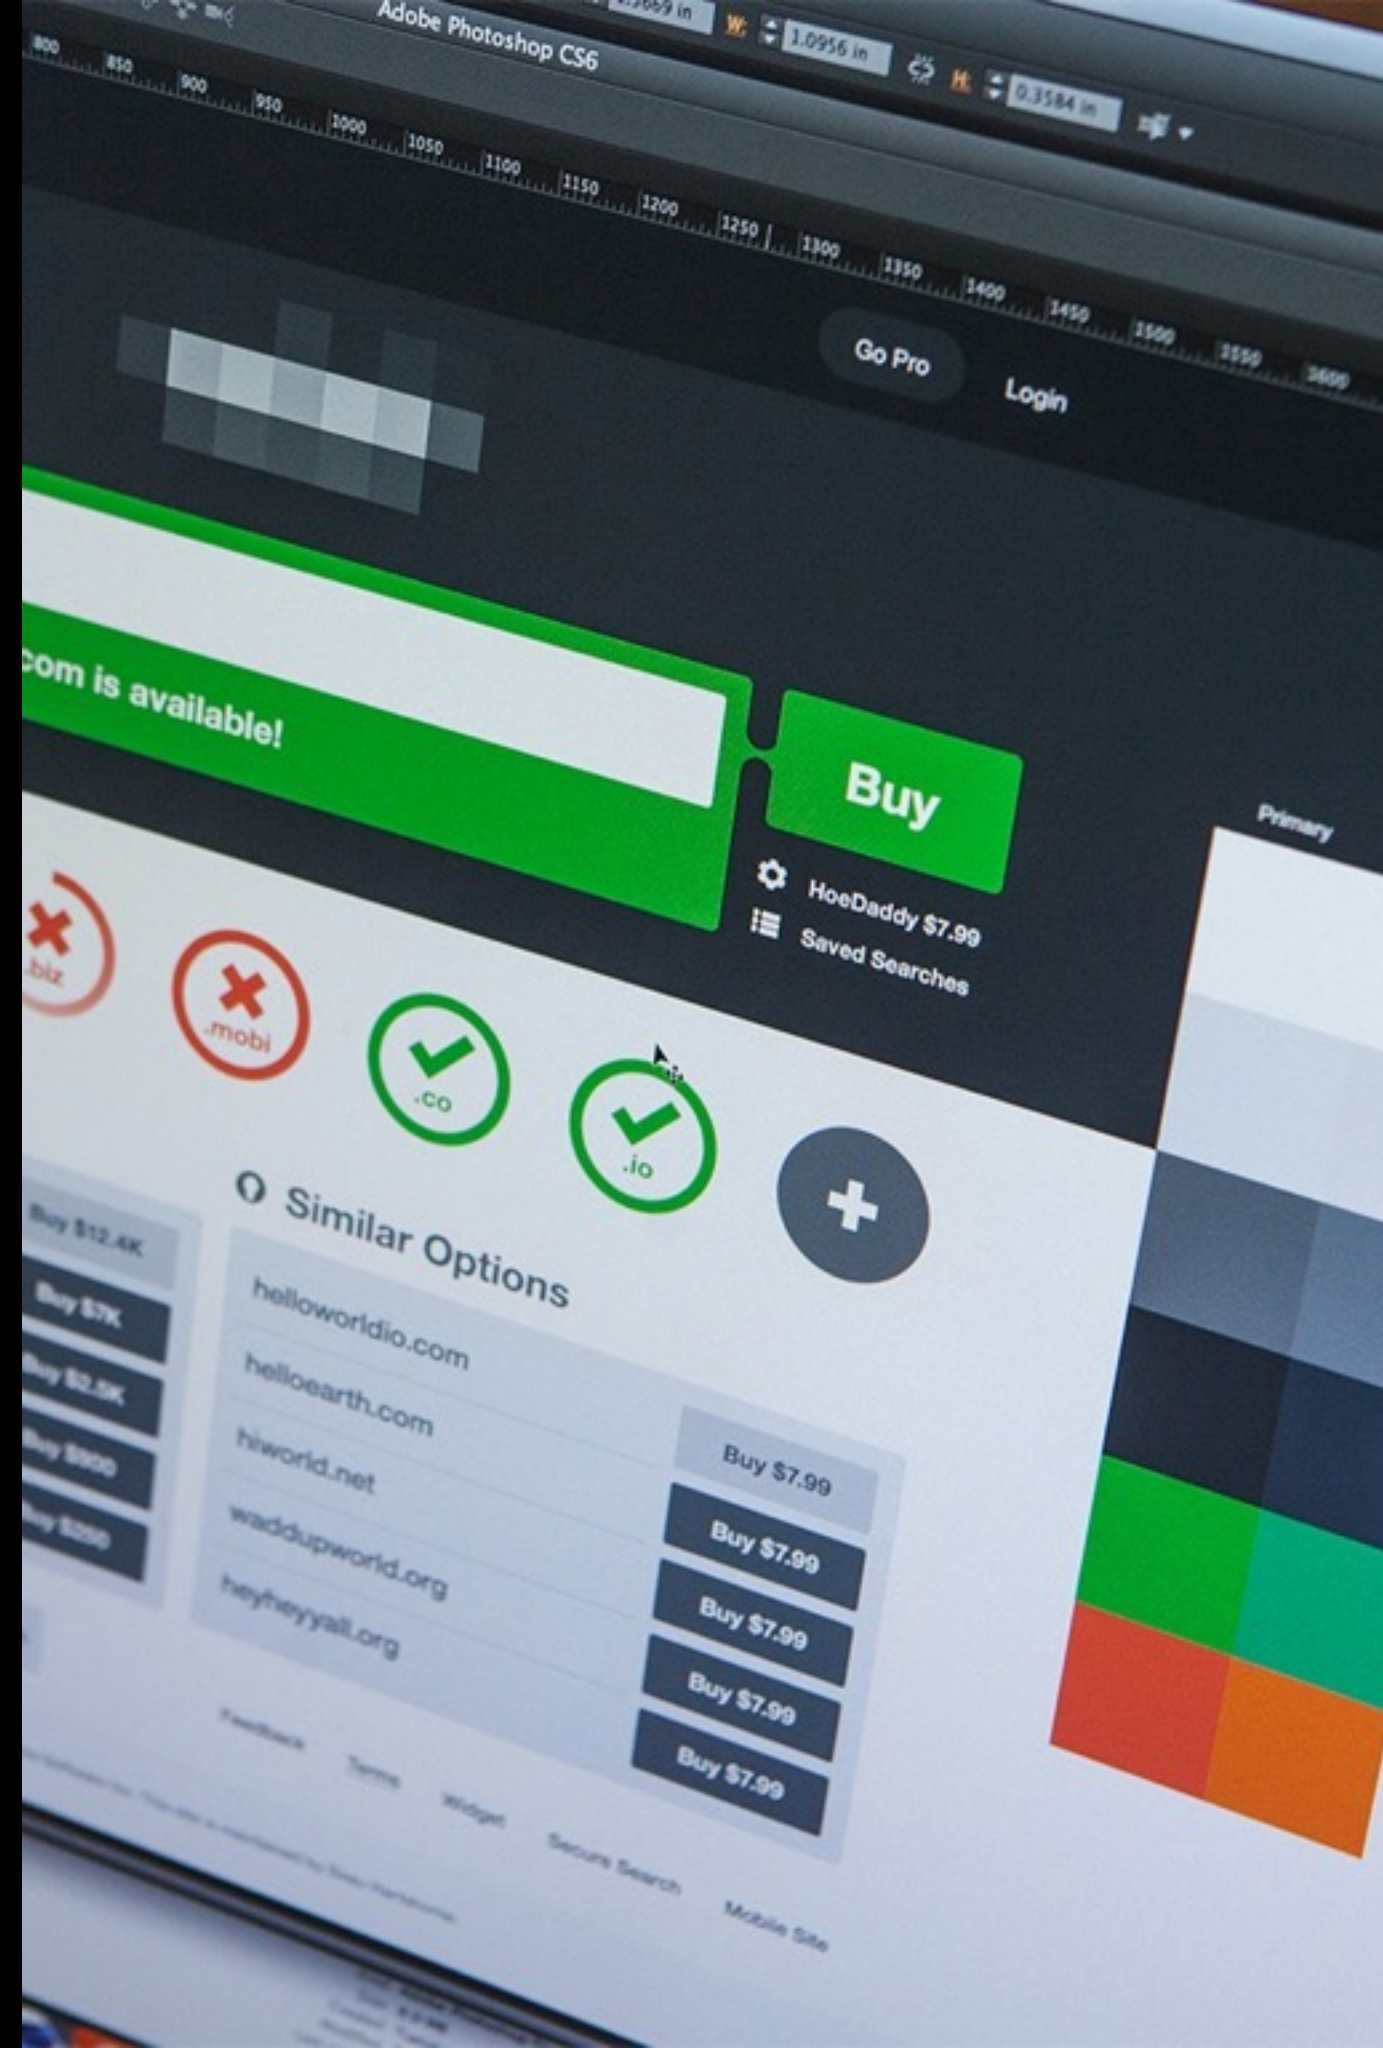 Adobe Photoshop CS6
W: 1.0956 in
H: 0.3584 in
800 850 900 950 1000 1050 1100 1150 1200 1250 1300 1350 1400 1450 1500 1550 1600
Go Pro
Login
com is available!
Buy
HoeDaddy $7.99
Saved Searches
Primary
.biz
.mobi
.co
.io
Similar Options
Buy $12.4K
Buy $7K
Buy $2.5K
Buy
Buy
helloworldio.com
Buy $7.99
helloearth.com
Buy $7.99
hiworld.net
Buy $7.99
waddupworld.org
Buy $7.99
heyheyyall.org
Buy $7.99
Feedback
Terms
Widget
Secure Search
Mobile Site